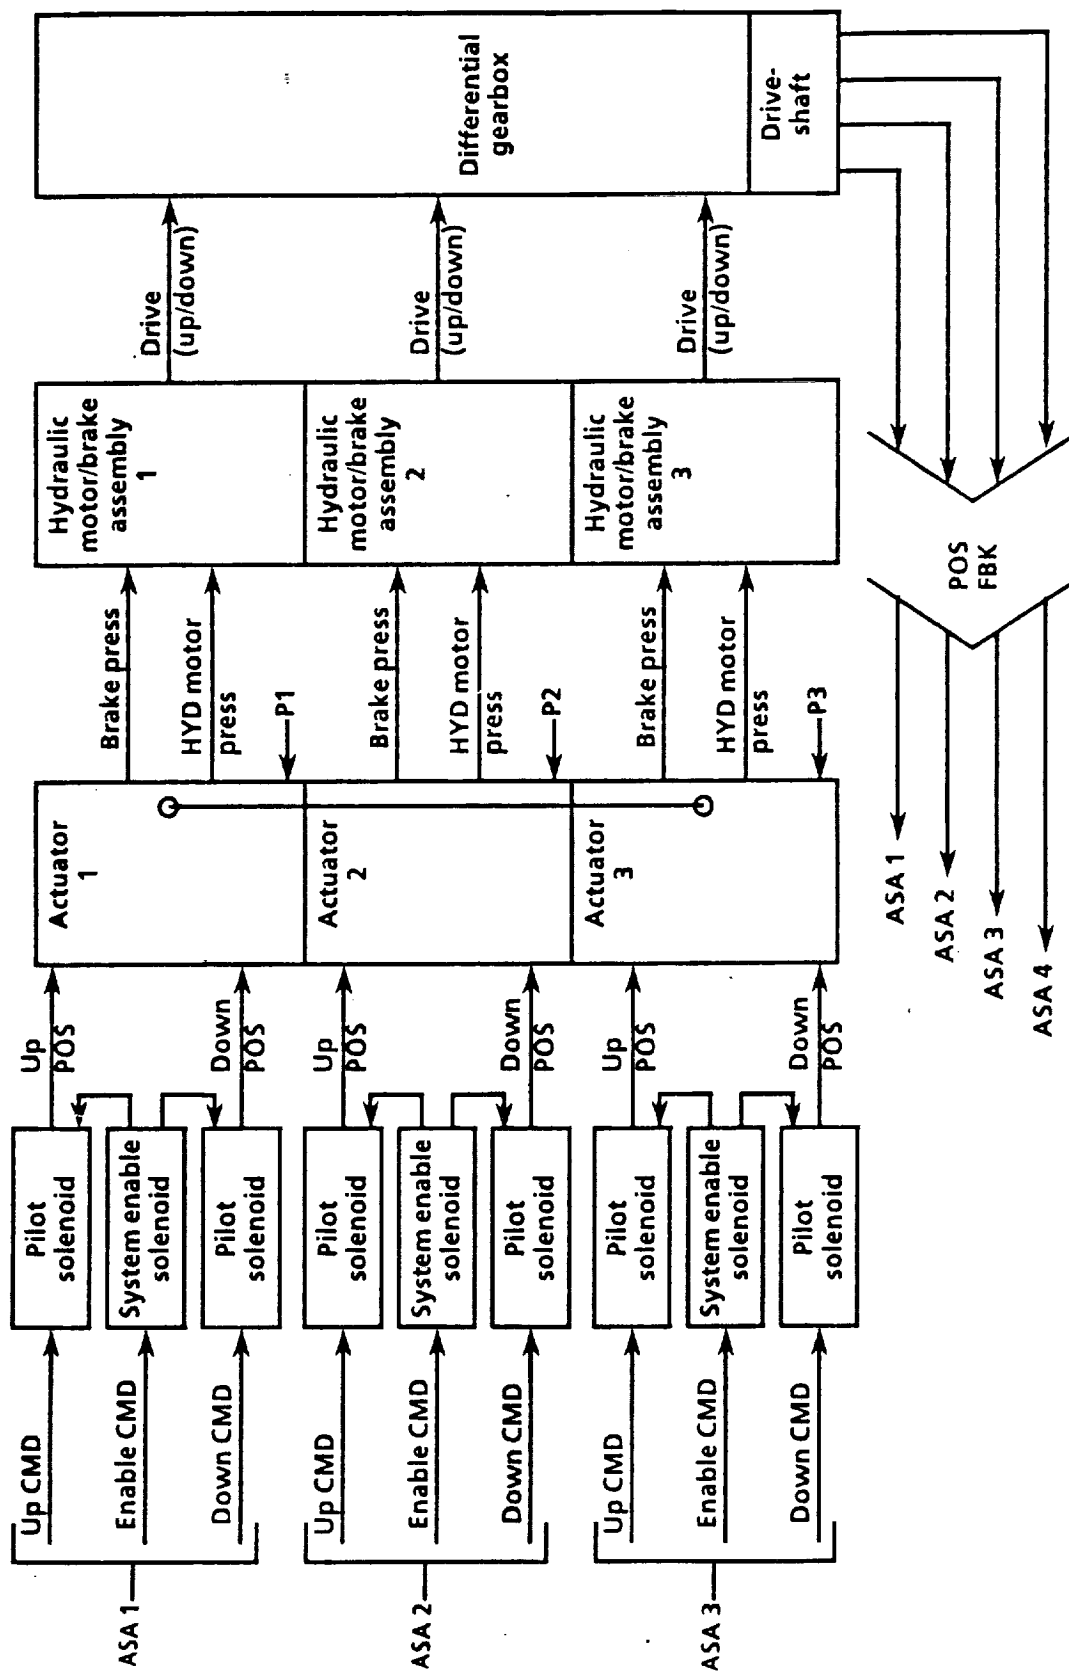 ASA 1
Up CMD
Enable CMD
Down CMD
Pilot
solenoid
System enable
solenoid
Pilot
solenoid
Up
POS
Down
POS
Actuator
1
Brake press
HYD motor
press
P1
Hydraulic
motor/brake
assembly
1
Drive
(up/down)
ASA 2
Up CMD
Enable CMD
Down CMD
Pilot
solenoid
System enable
solenoid
Pilot
solenoid
Up
POS
Down
POS
Actuator
2
Brake press
HYD motor
press
P2
Hydraulic
motor/brake
assembly
2
Drive
(up/down)
ASA 3
Up CMD
Enable CMD
Down CMD
Pilot
solenoid
System enable
solenoid
Pilot
solenoid
Up
POS
Down
POS
Actuator
3
Brake press
HYD motor
press
P3
Hydraulic
motor/brake
assembly
3
Drive
(up/down)
Differential
gearbox
Drive-
shaft
POS
FBK
ASA 1
ASA 2
ASA 3
ASA 4